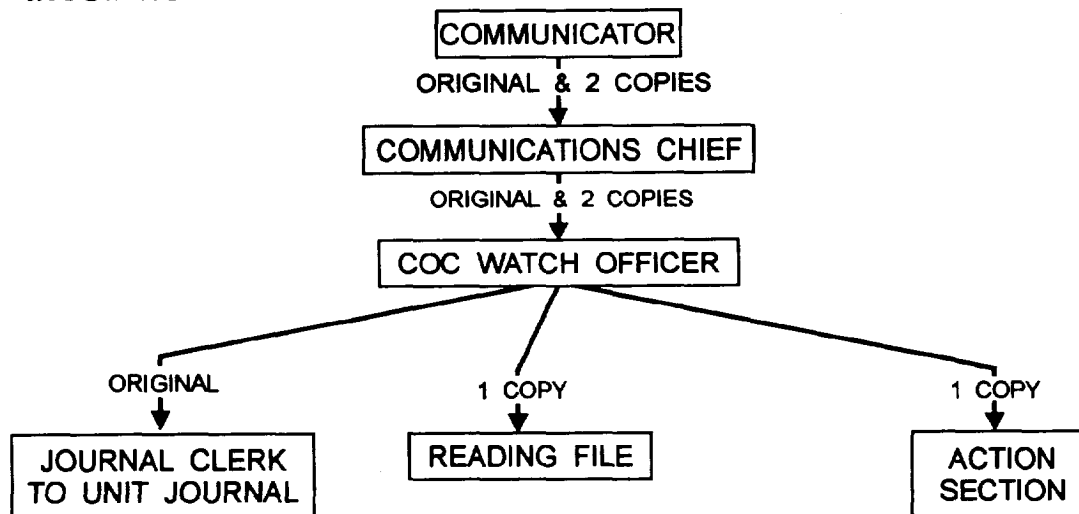 COMMUNICATOR
ORIGINAL & 2 COPIES
COMMUNICATIONS CHIEF
ORIGINAL & 2 COPIES
COC WATCH OFFICER
ORIGINAL
1 COPY
1 COPY
JOURNAL CLERK
TO UNIT JOURNAL
READING FILE
ACTION
SECTION